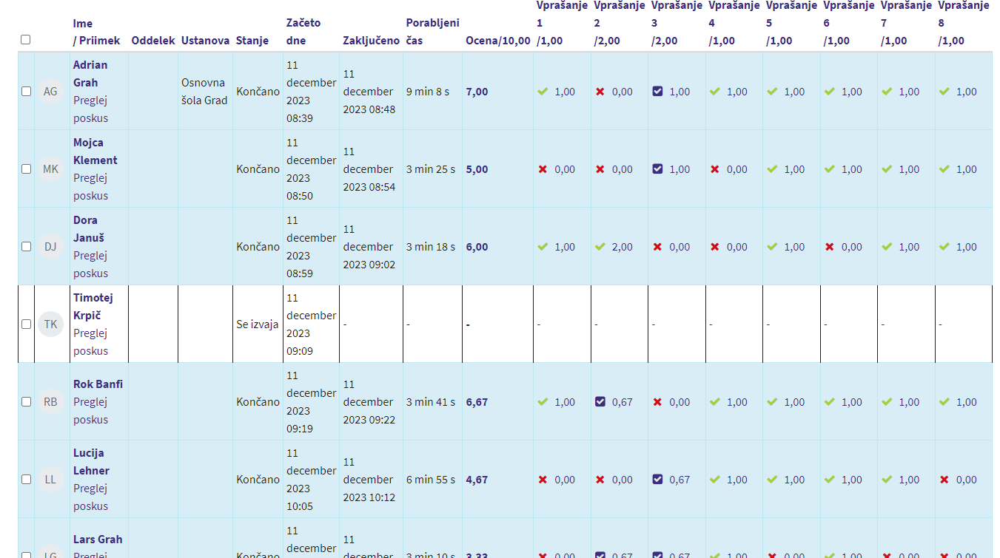 Ime / Priimek Oddelek Ustanova Stanje Začeto dne Zaključeno Porabljeni čas Ocena/10,00 Vprašanje 1 /1,00 Vprašanje 2 /2,00 Vprašanje 3 /2,00 Vprašanje 4 /1,00 Vprašanje 5 /1,00 Vprašanje 6 /1,00 Vprašanje 7 /1,00 Vprašanje 8 /1,00
AG Adrian Grah Preglej poskus Osnovna šola Grad Končano 11 december 2023 08:39 11 december 2023 08:48 9 min 8 s 7,00 1,00 0,00 1,00 1,00 1,00 1,00 1,00 1,00
MK Mojca Klement Preglej poskus Končano 11 december 2023 08:50 11 december 2023 08:54 3 min 25 s 5,00 0,00 0,00 1,00 0,00 1,00 1,00 1,00 1,00
DJ Dora Januš Preglej poskus Končano 11 december 2023 08:59 11 december 2023 09:02 3 min 18 s 6,00 1,00 2,00 0,00 0,00 1,00 0,00 1,00 1,00
TK Timotej Krpič Preglej poskus Se izvaja 11 december 2023 09:09 - - - - - - - - - - -
RB Rok Banfi Preglej poskus Končano 11 december 2023 09:19 11 december 2023 09:22 3 min 41 s 6,67 1,00 0,67 0,00 1,00 1,00 1,00 1,00 1,00
LL Lucija Lehner Preglej poskus Končano 11 december 2023 10:05 11 december 2023 10:12 6 min 55 s 4,67 0,00 0,00 0,67 1,00 1,00 1,00 1,00 0,00
LG Lars Grah Preglej Končano 11 december 11 december 3 min 10 s 3,33 0,00 0,67 0,67 1,00 0,00 0,00 0,00 0,00